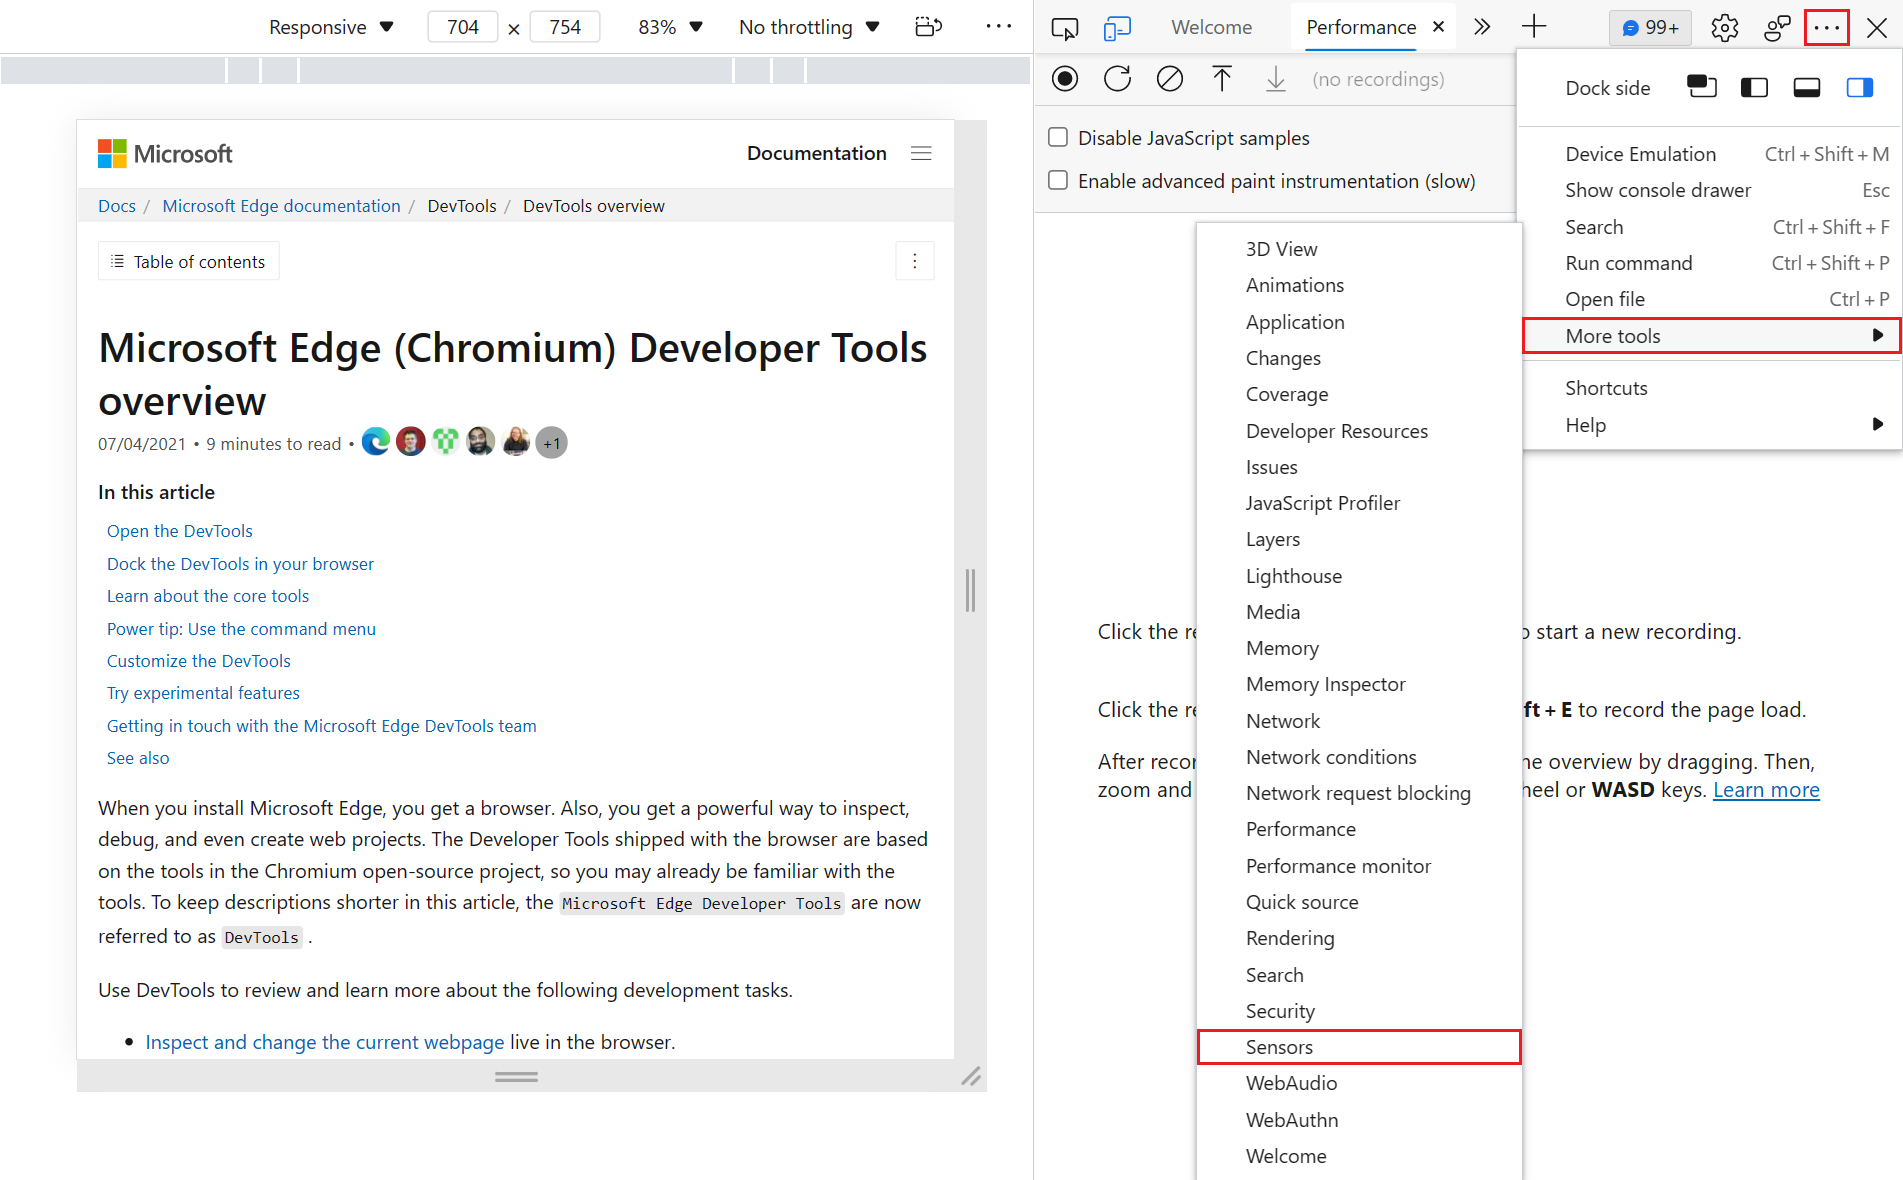 Responsive
704 × 754
83%
No throttling
Microsoft
Documentation
Docs / Microsoft Edge documentation / DevTools / DevTools overview
Table of contents
Microsoft Edge (Chromium) Developer Tools
overview
07/04/2021 • 9 minutes to read • +1
In this article
Open the DevTools
Dock the DevTools in your browser
Learn about the core tools
Power tip: Use the command menu
Customize the DevTools
Try experimental features
Getting in touch with the Microsoft Edge DevTools team
See also
When you install Microsoft Edge, you get a browser. Also, you get a powerful way to inspect,
debug, and even create web projects. The Developer Tools shipped with the browser are based
on the tools in the Chromium open-source project, so you may already be familiar with the
tools. To keep descriptions shorter in this article, the Microsoft Edge Developer Tools are now
referred to as DevTools .
Use DevTools to review and learn more about the following development tasks.
• Inspect and change the current webpage live in the browser.
Welcome
Performance
99+
(no recordings)
Disable JavaScript samples
Enable advanced paint instrumentation (slow)
Dock side
Device Emulation Ctrl + Shift + M
Show console drawer Esc
Search Ctrl + Shift + F
Run command Ctrl + Shift + P
Open file Ctrl + P
More tools
Shortcuts
Help
3D View
Animations
Application
Changes
Coverage
Developer Resources
Issues
JavaScript Profiler
Layers
Lighthouse
Media
Memory
Memory Inspector
Network
Network conditions
Network request blocking
Performance
Performance monitor
Quick source
Rendering
Search
Security
Sensors
WebAudio
WebAuthn
Welcome
Click the start a new recording.
Click the ft + E to record the page load.
After overview by dragging. Then,
zoom and or WASD keys. Learn more